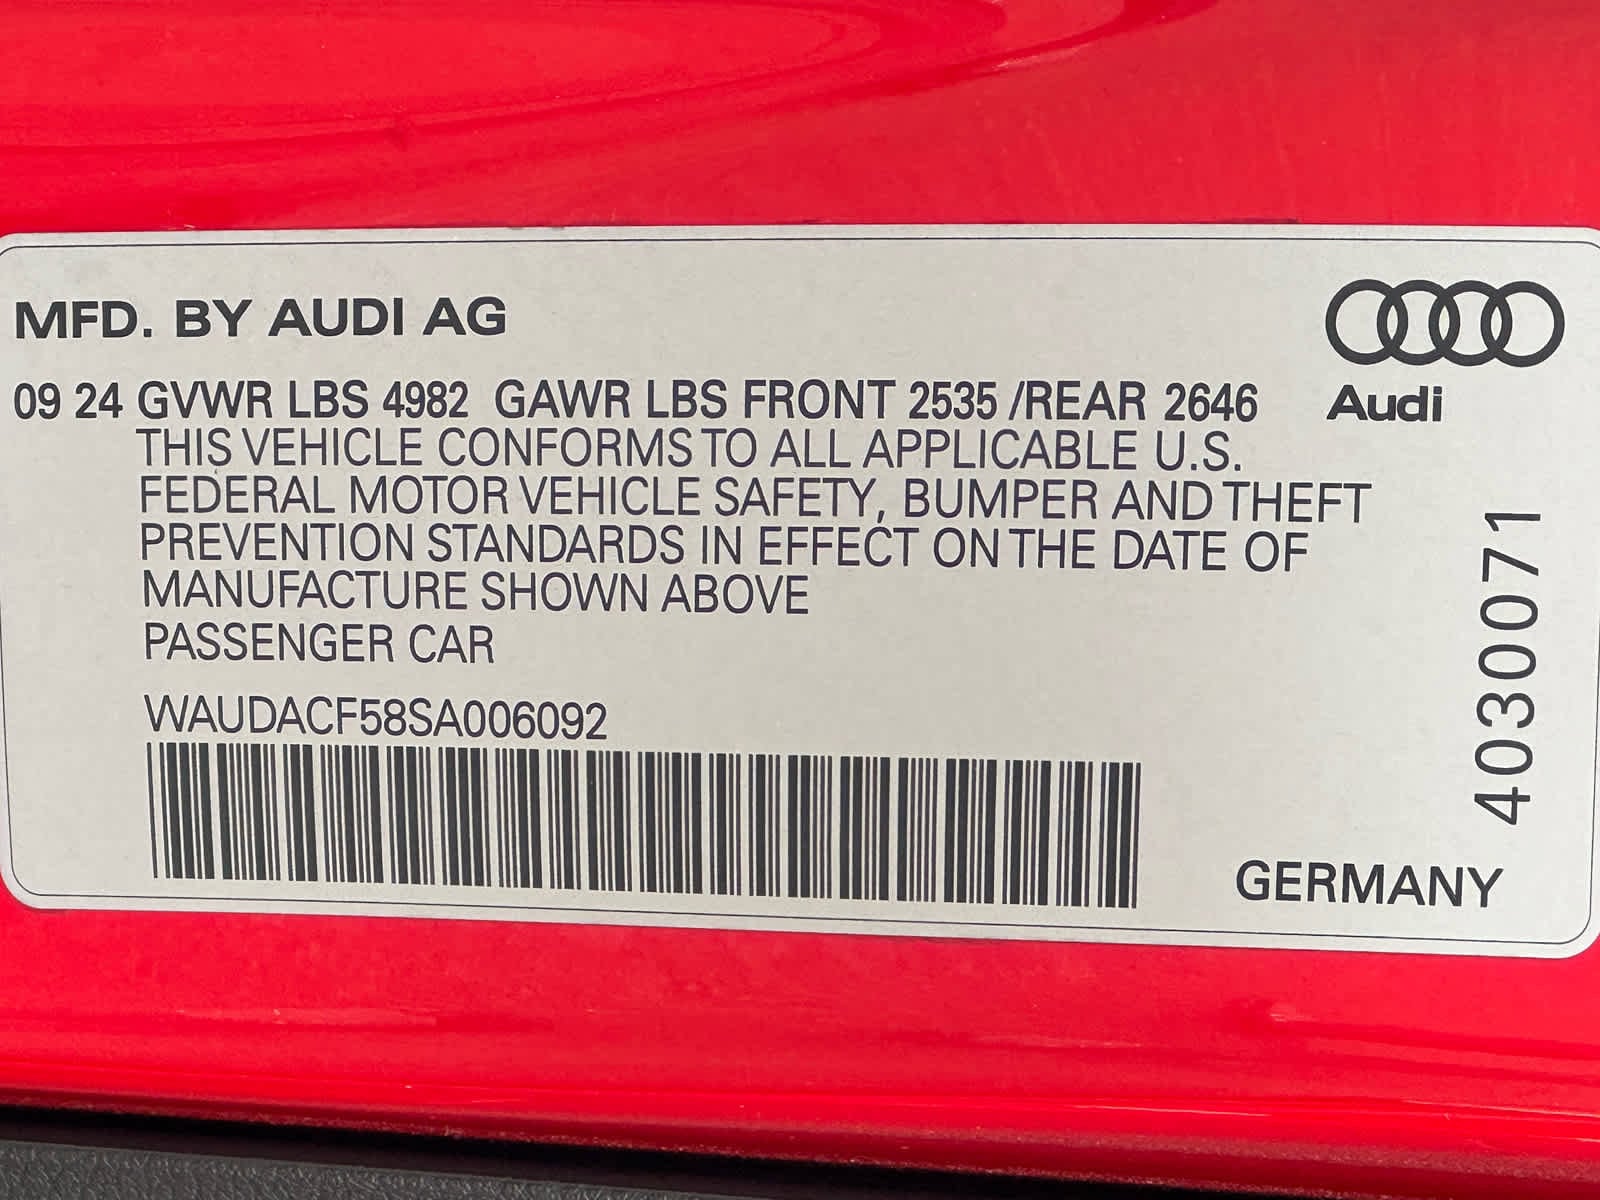 MFD. BY AUDI AG
Audi
09 24 GVWR LBS 4982 GAWR LBS FRONT 2535 /REAR 2646
THIS VEHICLE CONFORMS TO ALL APPLICABLE U.S.
FEDERAL MOTOR VEHICLE SAFETY, BUMPER AND THEFT
PREVENTION STANDARDS IN EFFECT ON THE DATE OF
MANUFACTURE SHOWN ABOVE
PASSENGER CAR
WAUDACF58SA006092
4030071
GERMANY